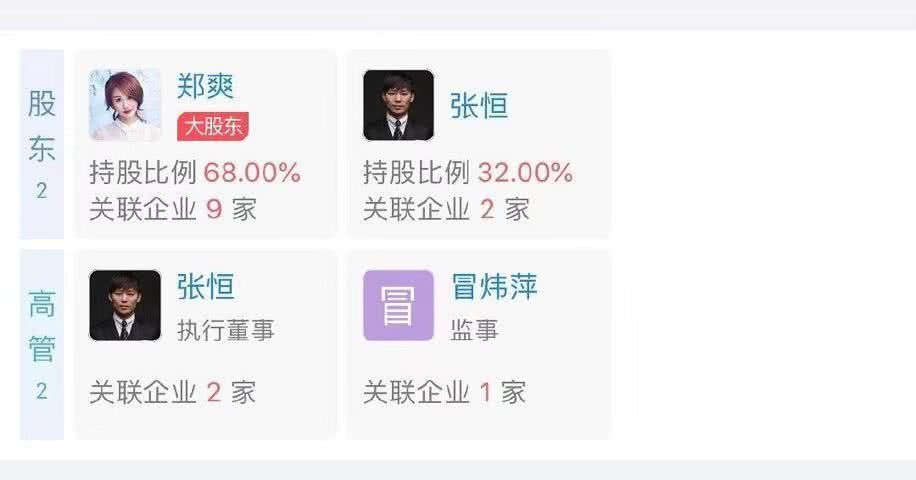 股东
2
郑爽
大股东
持股比例 68.00%
关联企业 9 家
张恒
持股比例 32.00%
关联企业 2 家
高管
2
张恒
执行董事
关联企业 2 家
冒
冒炜萍
监事
关联企业 1 家